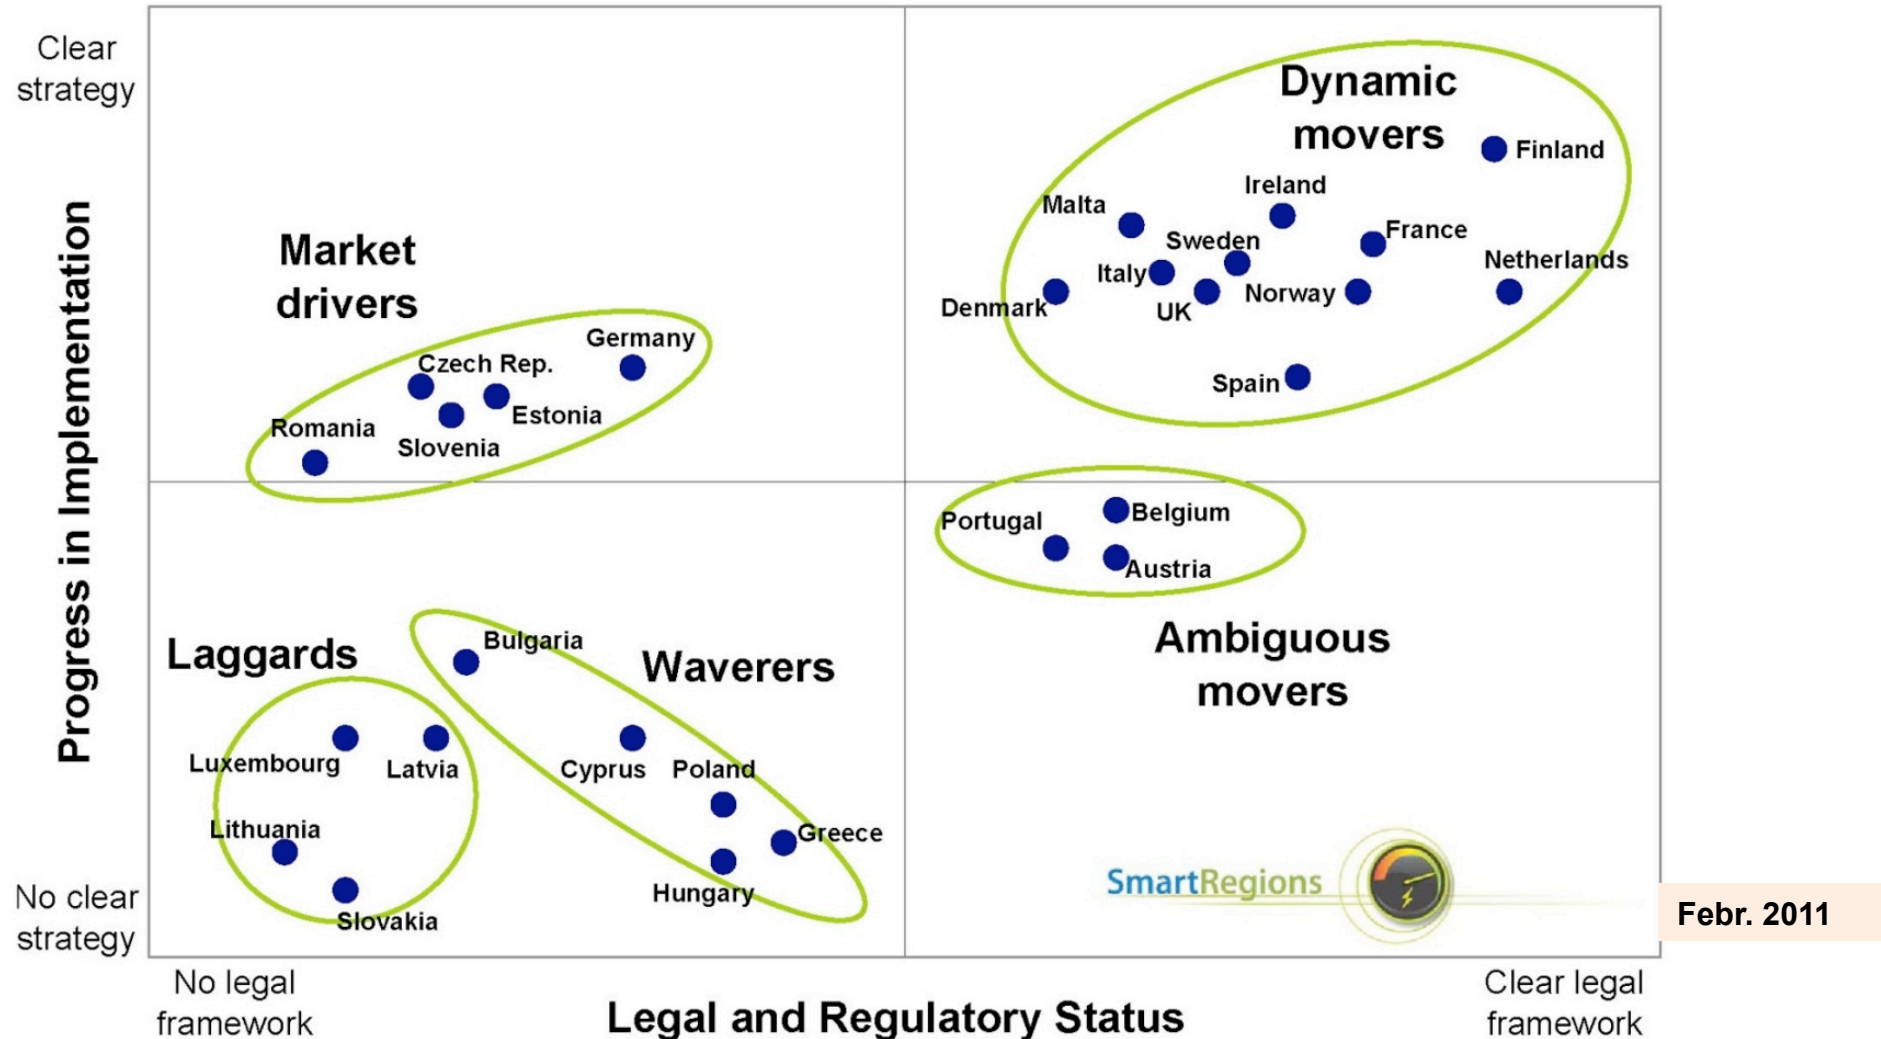 Clear
strategy
Dynamic
movers
Finland
Ireland
Malta
France
Sweden
Netherlands
Italy
Norway
Denmark
UK
Spain
Market
drivers
Germany
Czech Rep.
Estonia
Romania
Slovenia
Progress in Implementation
Portugal
Belgium
Austria
Ambiguous
movers
Laggards
Bulgaria
Waverers
Luxembourg
Latvia
Cyprus
Poland
Lithuania
Greece
Hungary
Slovakia
SmartRegions
Febr. 2011
No clear
strategy
No legal
framework
Legal and Regulatory Status
Clear legal
framework